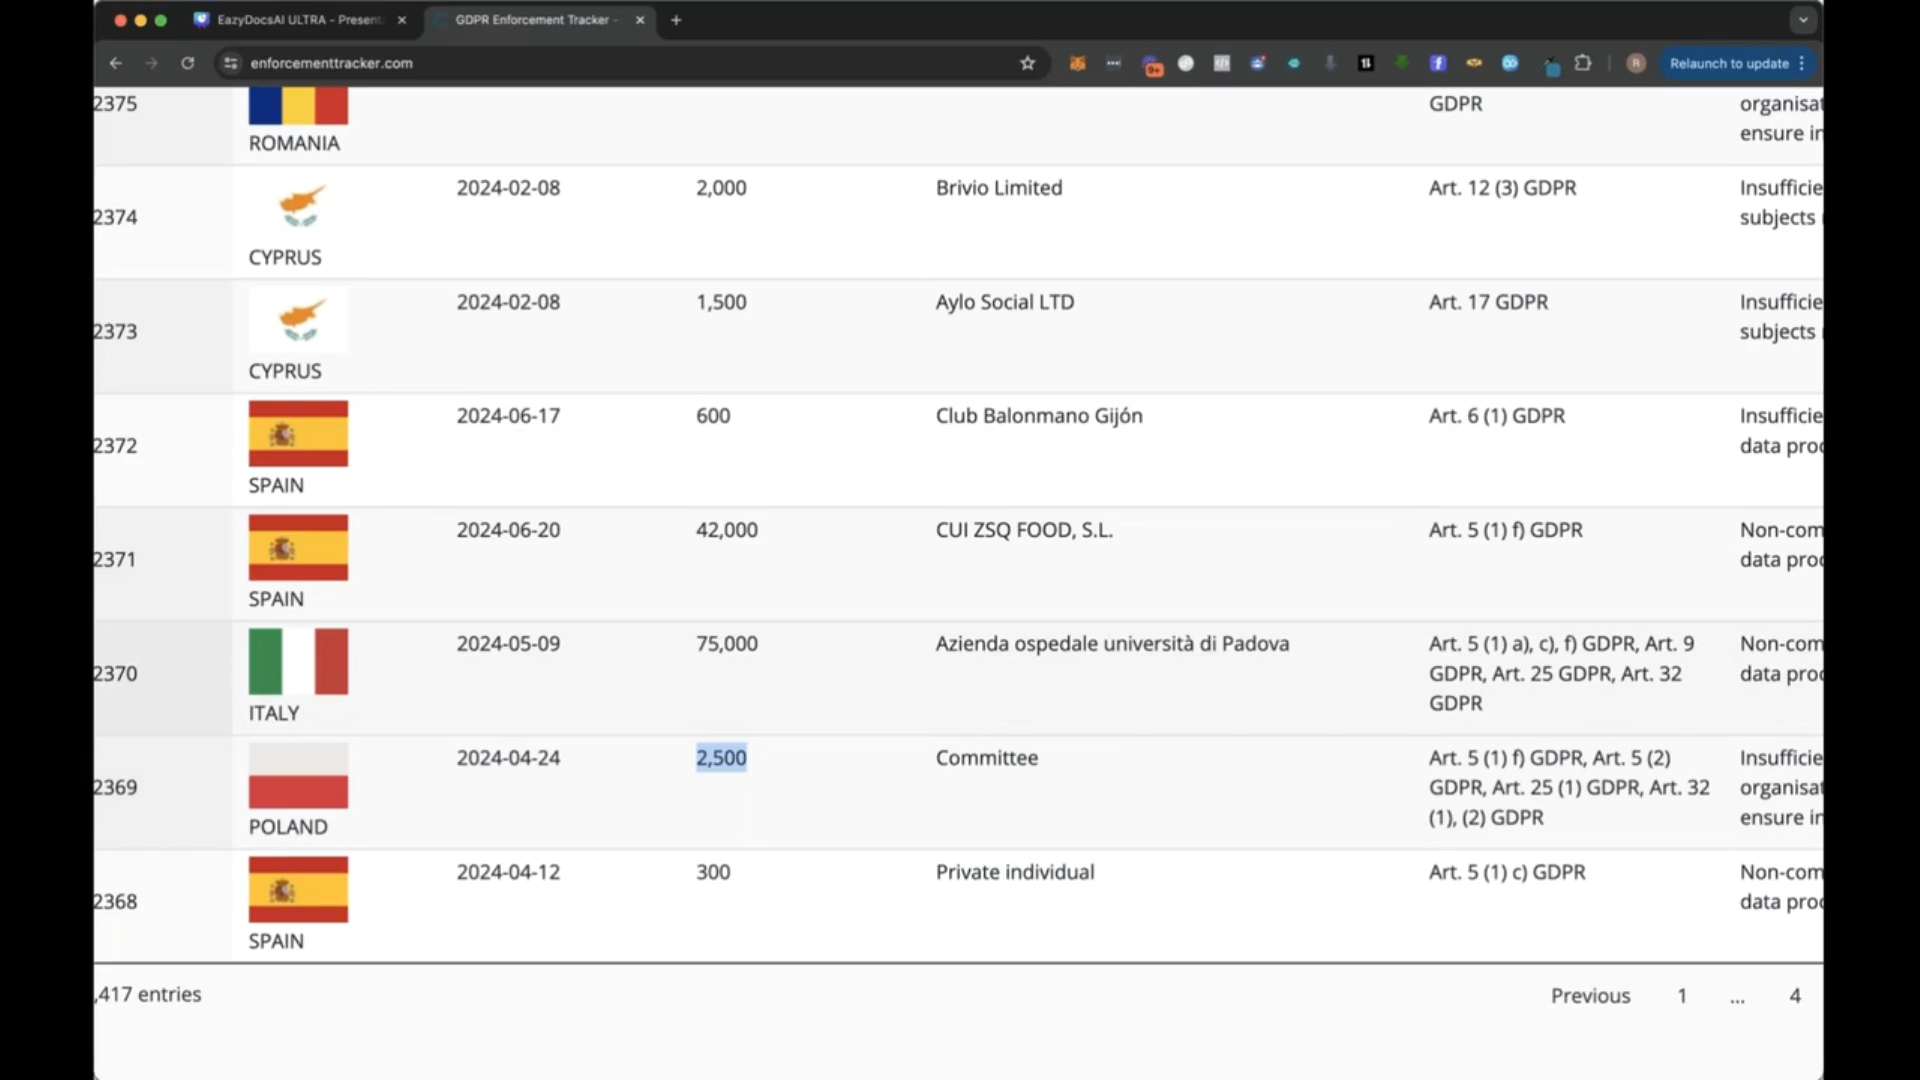 EazyDocsAI ULTRA - Present
GDPR Enforcement Tracker -
enforcementtracker.com
9+
R
Relaunch to update
2375
ROMANIA
GDPR
organisat
ensure in
2374
CYPRUS
2024-02-08
2,000
Brivio Limited
Art. 12 (3) GDPR
Insufficie
subjects
2373
CYPRUS
2024-02-08
1,500
Aylo Social LTD
Art. 17 GDPR
Insufficie
subjects
2372
SPAIN
2024-06-17
600
Club Balonmano Gijón
Art. 6 (1) GDPR
Insufficie
data proc
2371
SPAIN
2024-06-20
42,000
CUI ZSQ FOOD, S.L.
Art. 5 (1) f) GDPR
Non-com
data proc
2370
ITALY
2024-05-09
75,000
Azienda ospedale università di Padova
Art. 5 (1) a), c), f) GDPR, Art. 9
GDPR, Art. 25 GDPR, Art. 32
GDPR
Non-com
data proc
2369
POLAND
2024-04-24
2,500
Committee
Art. 5 (1) f) GDPR, Art. 5 (2)
GDPR, Art. 25 (1) GDPR, Art. 32
(1), (2) GDPR
Insufficie
organisat
ensure in
2368
SPAIN
2024-04-12
300
Private individual
Art. 5 (1) c) GDPR
Non-com
data proc
,417 entries
Previous 1 ... 4